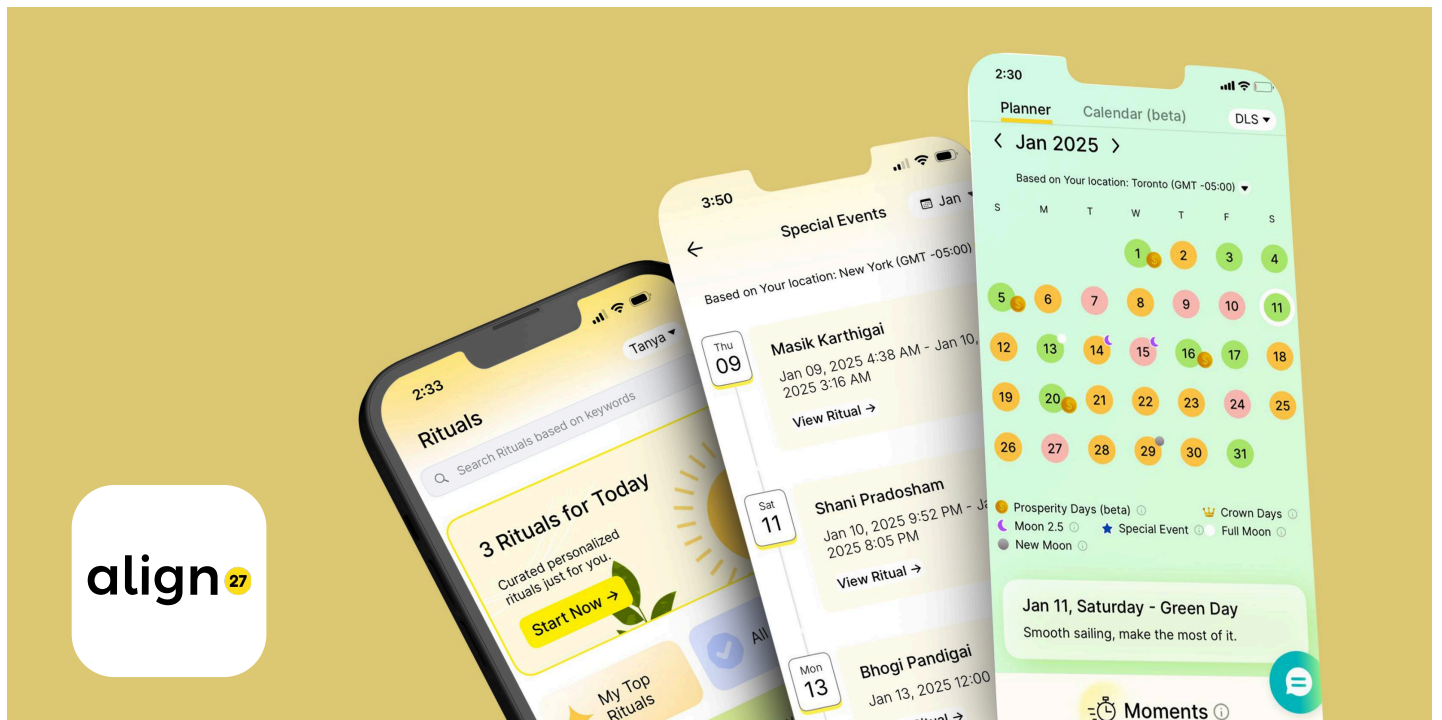 align
27
2:33
Tanya
Rituals
Search Rituals based on keywords
3 Rituals for Today
Curated personalized
rituals just for you.
Start Now →
My Top
Rituals
All
3:50
Special Events
Jan
Based on Your location: New York (GMT -05:00)
Thu
09
Masik Karthigai
Jan 09, 2025 4:38 AM - Jan 10,
2025 3:16 AM
View Ritual →
Sat
11
Shani Pradosham
Jan 10, 2025 9:52 PM -
2025 8:05 PM
View Ritual →
Mon
13
Bhogi Pandigai
Jan 13, 2025 12:00
2:30
Planner
Calendar (beta)
DLS
Jan 2025
Based on Your location: Toronto (GMT -05:00)
S M T W T F S
1 2 3 4
5 6 7 8 9 10 11
12 13 14 15 16 17 18
19 20 21 22 23 24 25
26 27 28 29 30 31
Prosperity Days (beta) Crown Days
Moon 2.5 Special Event Full Moon
New Moon
Jan 11, Saturday - Green Day
Smooth sailing, make the most of it.
Moments